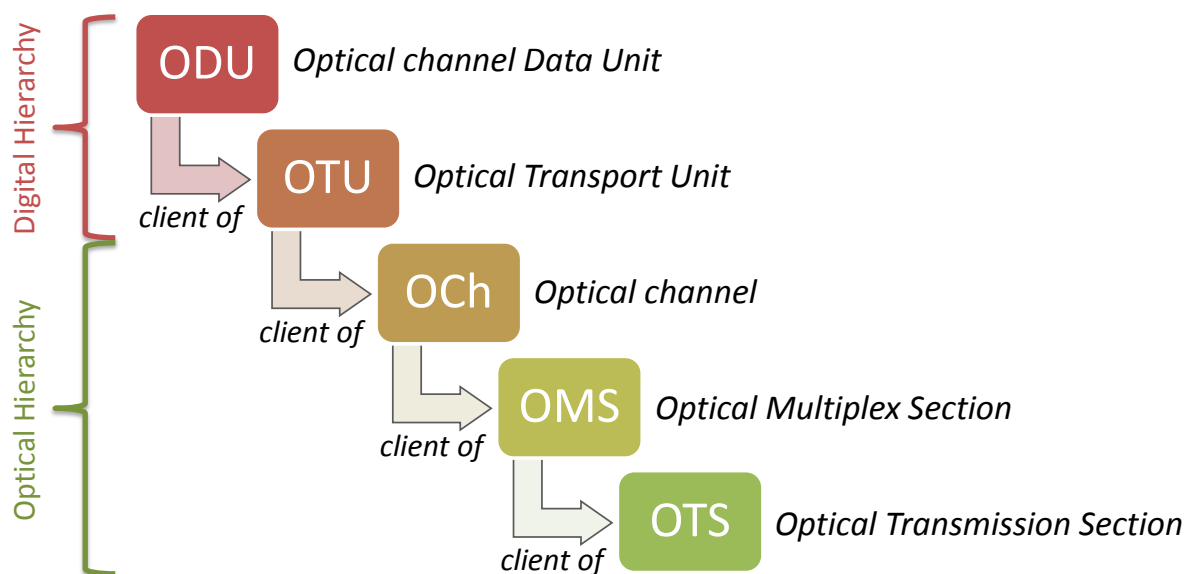 Digital Hierarchy
ODU
Optical channel Data Unit
client of
OTU
Optical Transport Unit
Optical Hierarchy
client of
OCh
Optical channel
client of
OMS
Optical Multiplex Section
client of
OTS
Optical Transmission Section